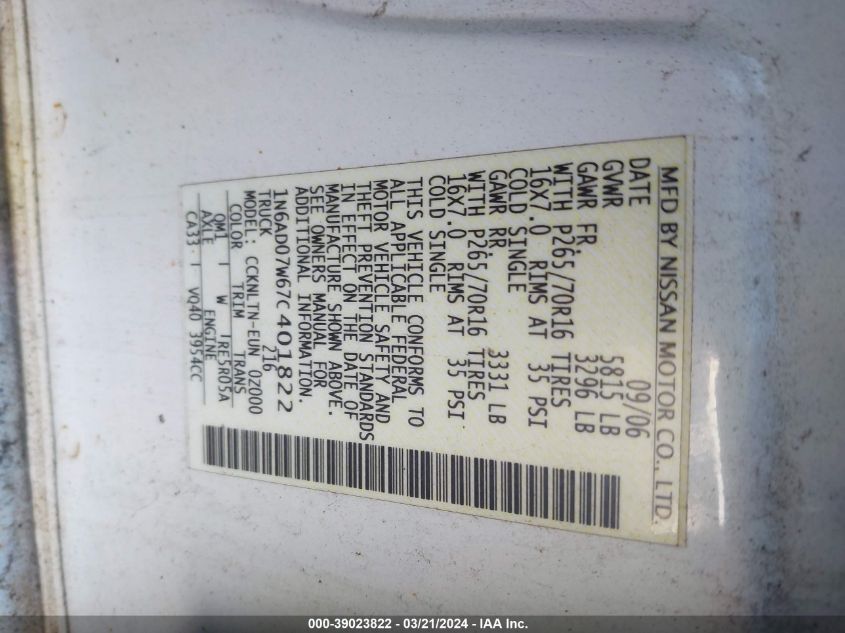 MFD BY NISSAN MOTOR CO., LTD.
DATE 09/06
GVWR 5815 LB
GAWR FR. 3296 LB
WITH P265/70R16 TIRES
16X7.0 RIMS AT 35 PSI
COLD SINGLE
GAWR RR. 3331 LB
WITH P265/70R16 TIRES
16X7.0 RIMS AT 35 PSI
COLD SINGLE
THIS VEHICLE CONFORMS TO
ALL APPLICABLE FEDERAL
MOTOR VEHICLE SAFETY AND
THEFT PREVENTION STANDARDS
IN EFFECT ON THE DATE OF
MANUFACTURE SHOWN ABOVE.
SEE OWNERS MANUAL FOR
ADDITIONAL INFORMATION.
1N6AD07W67C401822
TRUCK 216
MODEL: CCKNLTN-EUN 0Z000
COLOR TRIM TRANS
QM1 W RE5R05A
AXLE ENGINE
CA33 VQ40 3954CC
000-39023822 / 03/21/2024 - IAA Inc.